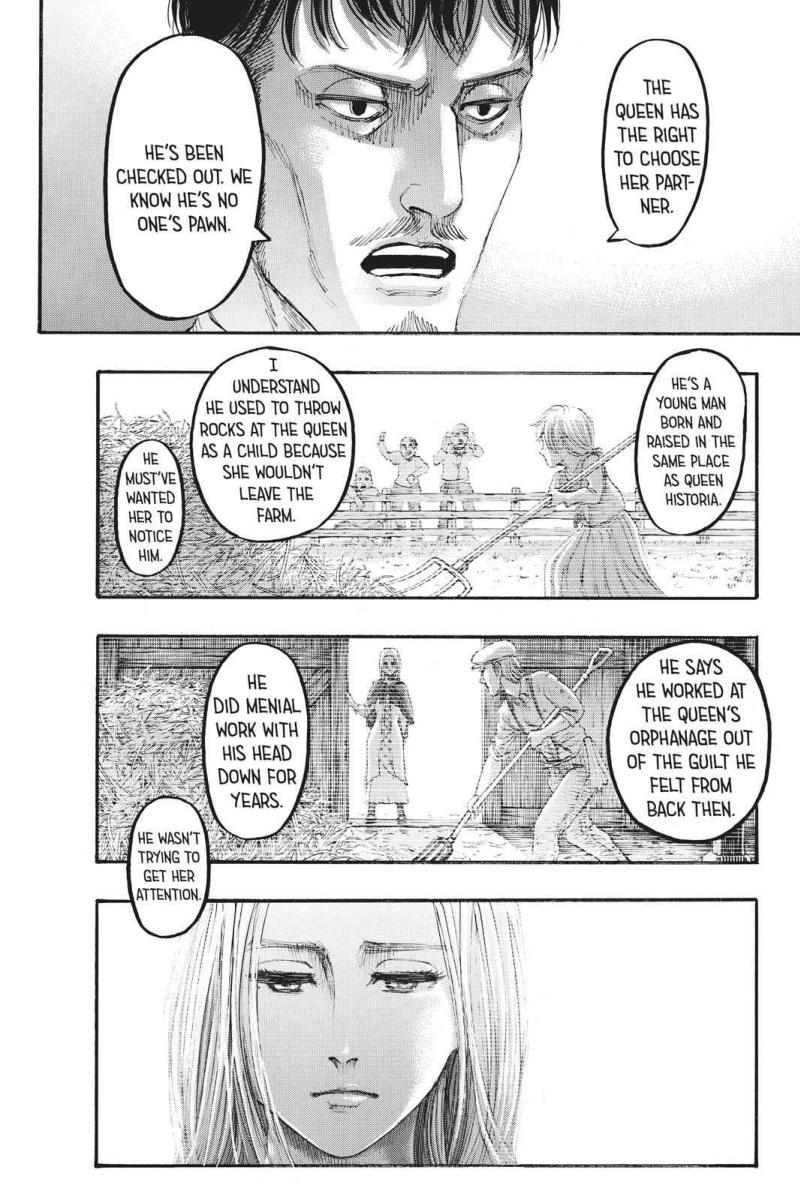 THE
QUEEN HAS
THE RIGHT
TO CHOOSE
HER PART-
NER.
HE'S BEEN
CHECKED OUT. WE
KNOW HE'S NO
ONE'S PAWN.
HE'S A
YOUNG MAN
BORN AND
RAISED IN THE
SAME PLACE
AS QUEEN
HISTORIA.
I
UNDERSTAND
HE USED TO THROW
ROCKS AT THE QUEEN
AS A CHILD BECAUSE
SHE WOULDN'T
LEAVE THE
FARM.
HE
MUST'VE
WANTED
HER TO
NOTICE
HIM.
HE SAYS
HE WORKED AT
THE QUEEN'S
ORPHANAGE OUT
OF THE GUILT HE
FELT FROM
BACK THEN.
HE
DID MENIAL
WORK WITH
HIS HEAD
DOWN FOR
YEARS.
HE WASN'T
TRYING TO
GET HER
ATTENTION.